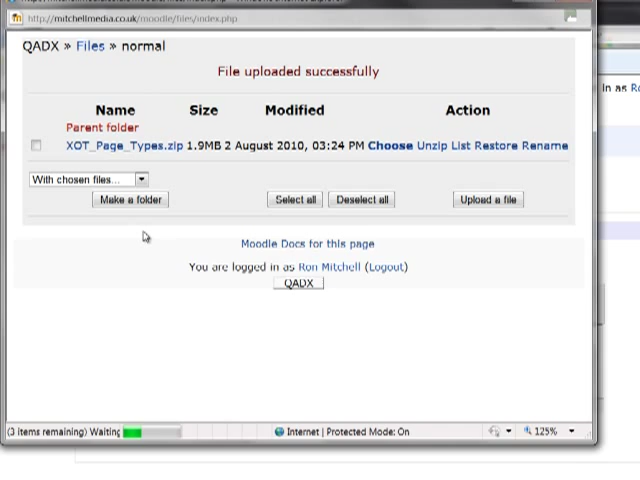 http://mitchellmedia.co.uk/moodle/files/index.php
QADX » Files » normal
in as Ro
File uploaded successfully
Name Size Modified Action
Parent folder
XOT_Page_Types.zip 1.9MB 2 August 2010, 03:24 PM Choose Unzip List Restore Rename
With chosen files...
Make a folder Select all Deselect all Upload a file
Moodle Docs for this page
You are logged in as Ron Mitchell (Logout)
QADX
(3 items remaining) Waiting Internet | Protected Mode: On 125%